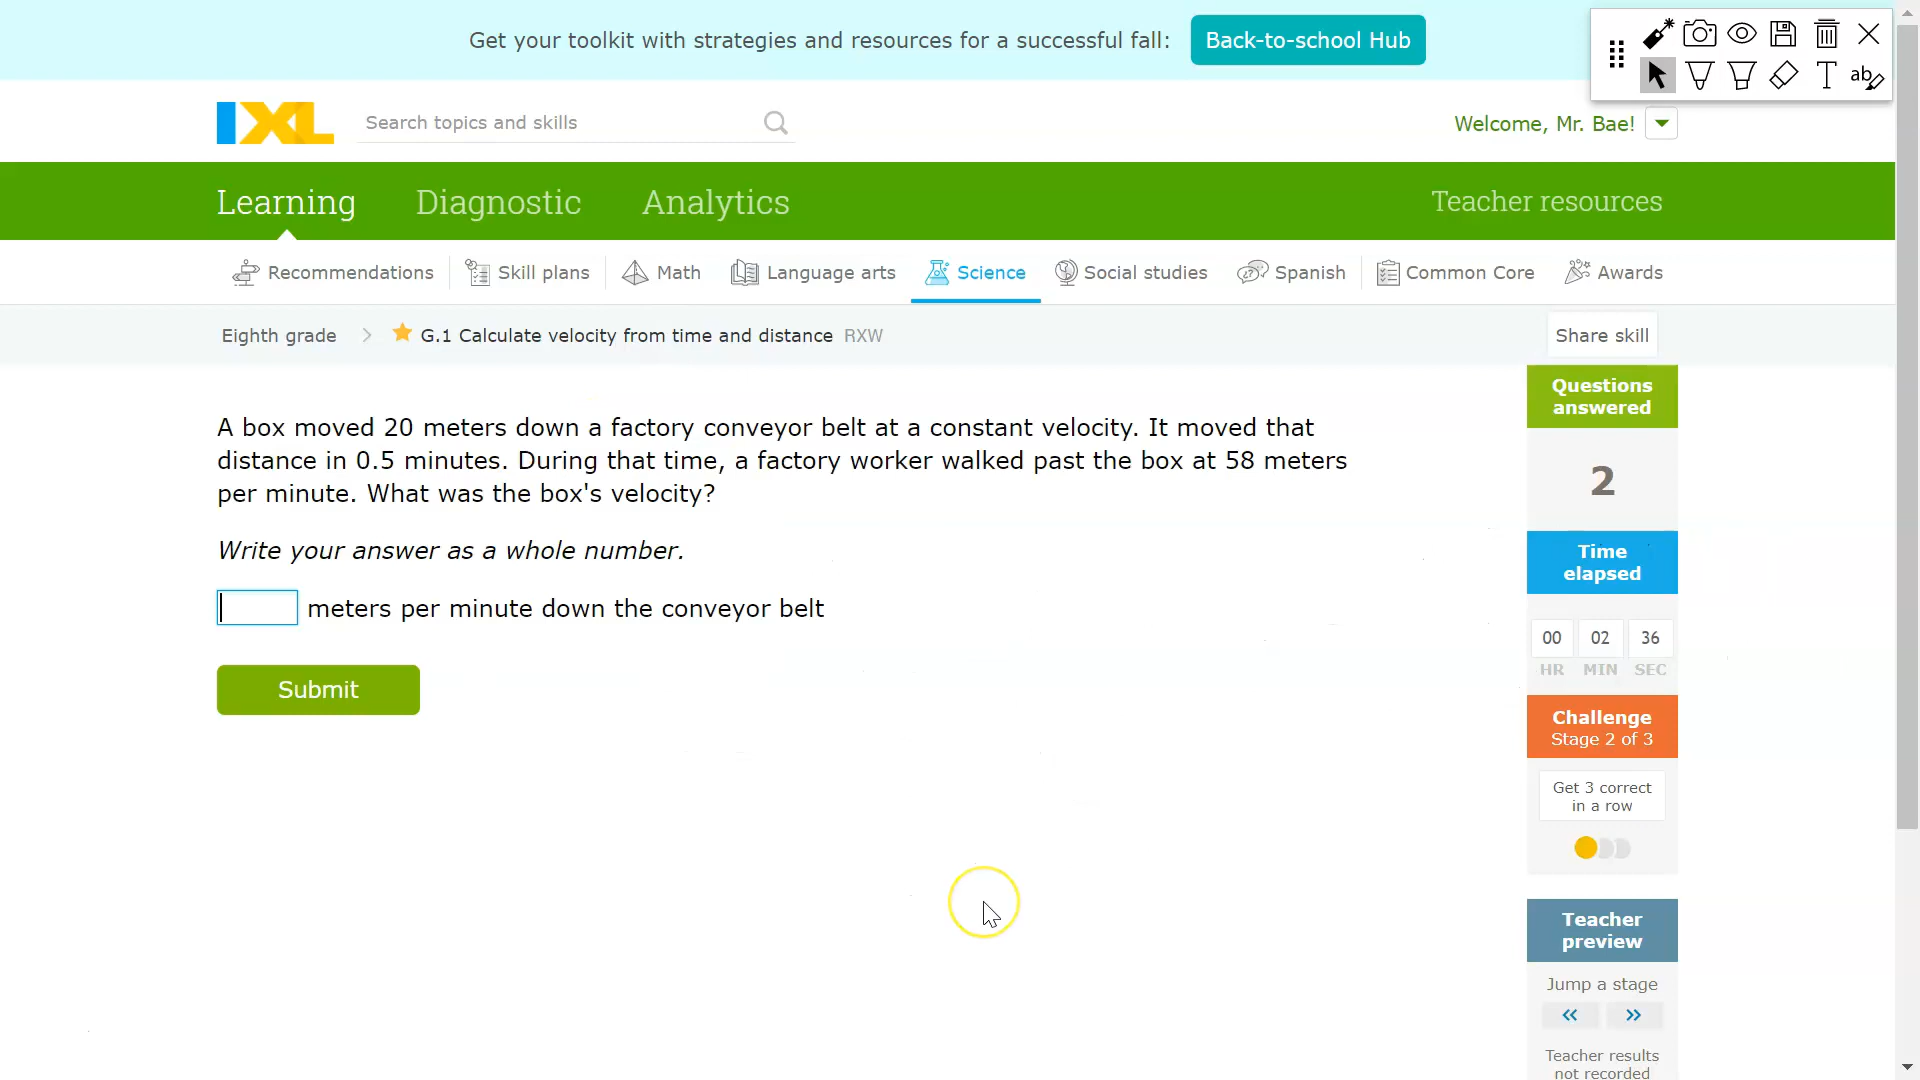 Get your toolkit with strategies and resources for a successful fall: Back-to-school Hub
T ab
IXL Search topics and skills Welcome, Mr. Bae!
Learning Diagnostic Analytics Teacher resources
Recommendations Skill plans Math Language arts Science Social studies Spanish Common Core Awards
Eighth grade > G.1 Calculate velocity from time and distance RXW Share skill
A box moved 20 meters down a factory conveyor belt at a constant velocity. It moved that
distance in 0.5 minutes. During that time, a factory worker walked past the box at 58 meters
per minute. What was the box's velocity?
Write your answer as a whole number.
meters per minute down the conveyor belt
Submit
Questions
answered
2
Time
elapsed
00 02 36
HR MIN SEC
Challenge
Stage 2 of 3
Get 3 correct
in a row
Teacher
preview
Jump a stage
« »
Teacher results
not recorded